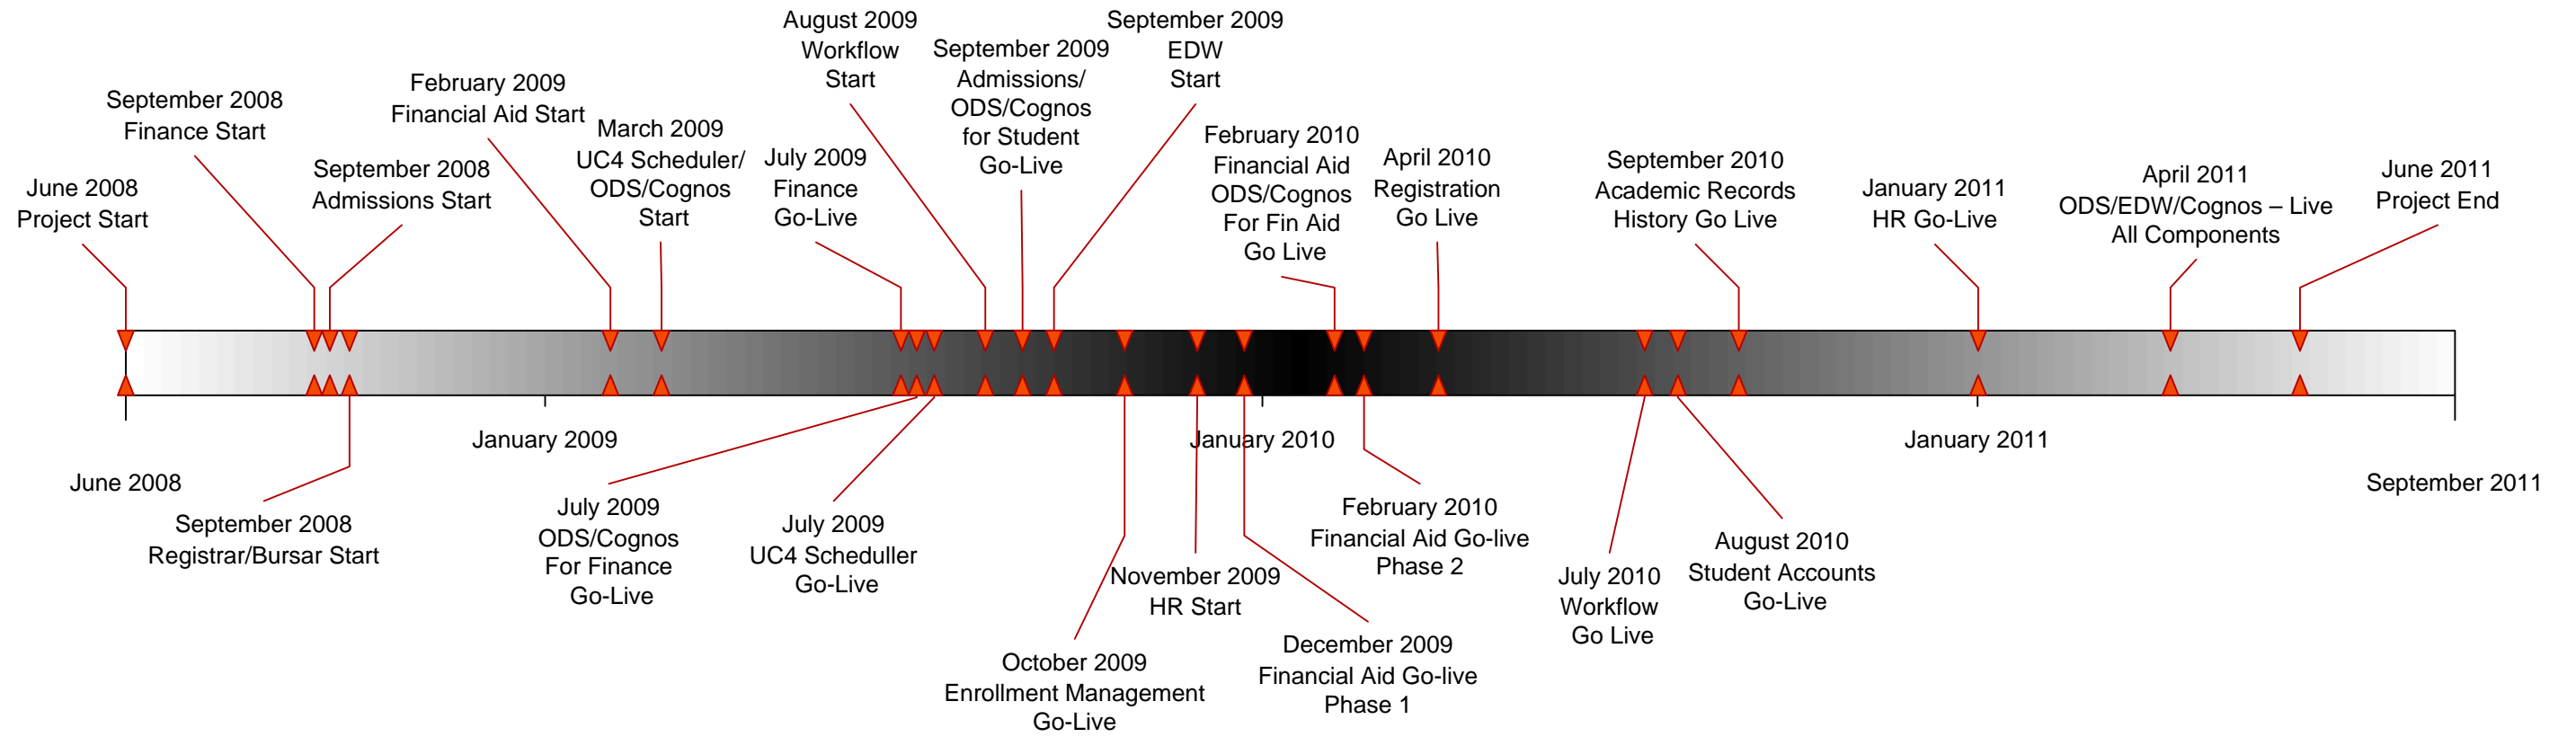 June 2008
Project Start
September 2008
Finance Start
September 2008
Admissions Start
February 2009
Financial Aid Start
March 2009
UC4 Scheduler/
ODS/Cognos
Start
July 2009
Finance
Go-Live
August 2009
Workflow
Start
September 2009
Admissions/
ODS/Cognos
for Student
Go-Live
September 2009
EDW
Start
February 2010
Financial Aid
ODS/Cognos
For Fin Aid
Go Live
April 2010
Registration
Go Live
September 2010
Academic Records
History Go Live
January 2011
HR Go-Live
April 2011
ODS/EDW/Cognos – Live
All Components
June 2011
Project End
January 2009
January 2010
January 2011
June 2008
September 2011
September 2008
Registrar/Bursar Start
July 2009
ODS/Cognos
For Finance
Go-Live
July 2009
UC4 Scheduller
Go-Live
October 2009
Enrollment Management
Go-Live
November 2009
HR Start
December 2009
Financial Aid Go-live
Phase 1
February 2010
Financial Aid Go-live
Phase 2
July 2010
Workflow
Go Live
August 2010
Student Accounts
Go-Live